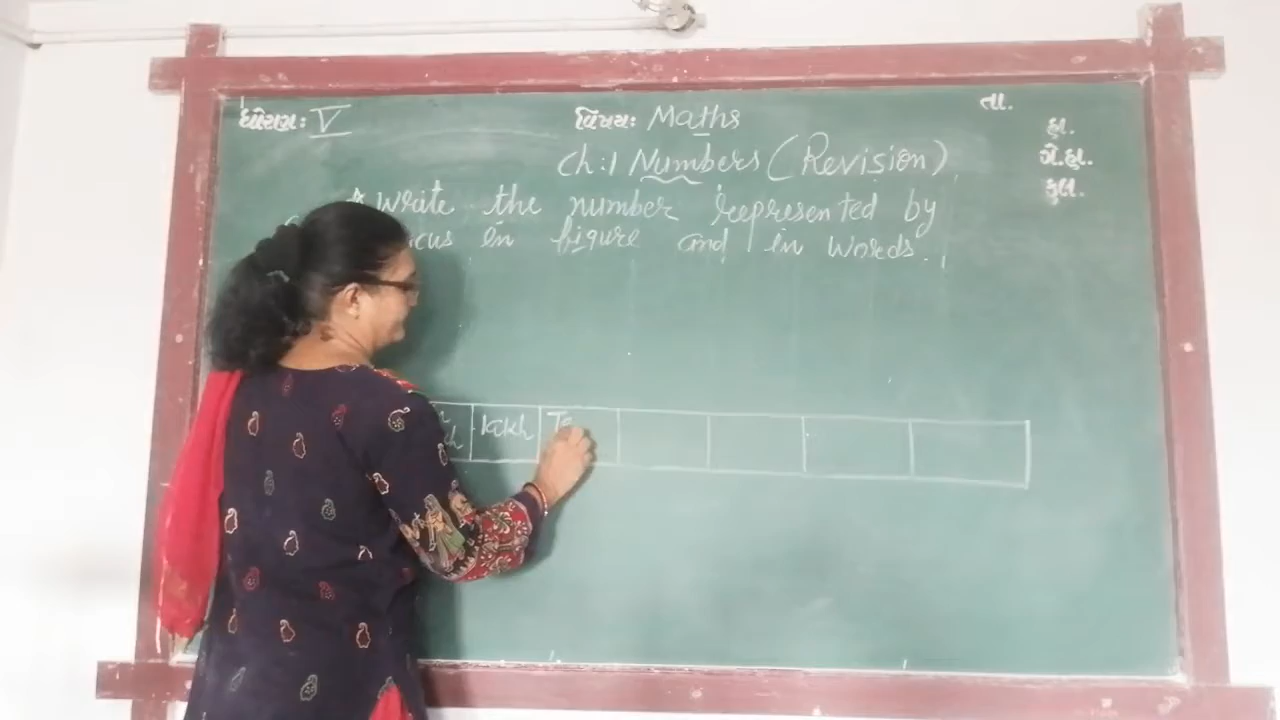 ધોરણ: V
વિષય: Maths
તા.
હા.
ગે.હા.
કુલ.
Ch:1 Numbers (Revision)
* Write the number represented by
in figure and in words.
lakh